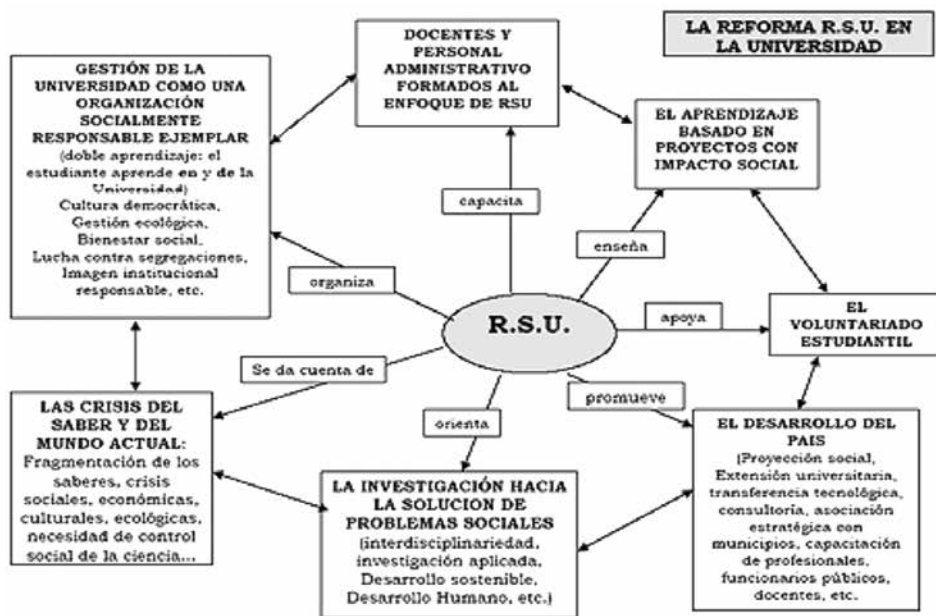 LA REFORMA R.S.U. EN
LA UNIVERSIDAD
DOCENTES Y
PERSONAL
ADMINISTRATIVO
FORMADOS AL
ENFOQUE DE RSU
GESTIÓN DE LA
UNIVERSIDAD COMO UNA
ORGANIZACIÓN
SOCIALMENTE
RESPONSABLE EJEMPLAR
(doble aprendizaje: el
estudiante aprende en y de la
Universidad)
Cultura democrática,
Gestión ecológica,
Bienestar social,
Lucha contra segregaciones,
Imagen institucional
responsable, etc.
EL APRENDIZAJE
BASADO EN
PROYECTOS CON
IMPACTO SOCIAL
capacita
enseña
organiza
R.S.U.
apoya
EL
VOLUNTARIADO
ESTUDIANTIL
Se da cuenta de
promueve
orienta
LAS CRISIS DEL
SABER Y DEL
MUNDO ACTUAL:
Fragmentación de los
saberes, crisis
sociales, económicas,
culturales, ecológicas,
necesidad de control
social de la ciencia...
LA INVESTIGACIÓN HACIA
LA SOLUCION DE
PROBLEMAS SOCIALES
(interdisciplinariedad,
investigación aplicada,
Desarrollo sostenible,
Desarrollo Humano, etc.)
EL DESARROLLO DEL
PAIS
(Proyección social,
Extensión universitaria,
transferencia tecnológica,
consultoría, asociación
estratégica con
municipios, capacitación
de profesionales,
funcionarios públicos,
docentes, etc.